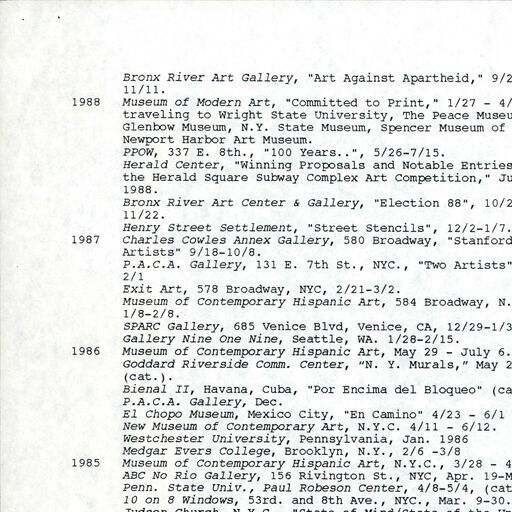 Bronx River Art Gallery, "Art Against Apartheid," 9/2
11/11.
1988 Museum of Modern Art, "Committed to Print," 1/27 - 4/
traveling to Wright State University, The Peace Museu
Glenbow Museum, N.Y. State Museum, Spencer Museum of
Newport Harbor Art Museum.
PPOW, 337 E. 8th., "100 Years..", 5/26-7/15.
Herald Center, "Winning Proposals and Notable Entries
the Herald Square Subway Complex Art Competition," Ju
1988.
Bronx River Art Center & Gallery, "Election 88", 10/2
11/22.
Henry Street Settlement, "Street Stencils", 12/2-1/7.
1987 Charles Cowles Annex Gallery, 580 Broadway, "Stanford
Artists" 9/18-10/8.
P.A.C.A. Gallery, 131 E. 7th St., NYC., "Two Artists"
2/1
Exit Art, 578 Broadway, NYC, 2/21-3/2.
Museum of Contemporary Hispanic Art, 584 Broadway, N.
1/8-2/8.
SPARC Gallery, 685 Venice Blvd, Venice, CA, 12/29-1/3
Gallery Nine One Nine, Seattle, WA. 1/28-2/15.
1986 Museum of Contemporary Hispanic Art, May 29 - July 6.
Goddard Riverside Comm. Center, "N. Y. Murals," May 2
(cat.).
Bienal II, Havana, Cuba, "Por Encima del Bloqueo" (ca
P.A.C.A. Gallery, Dec.
El Chopo Museum, Mexico City, "En Camino" 4/23 - 6/1
New Museum of Contemporary Art, N.Y.C. 4/11 - 6/12.
Westchester University, Pennsylvania, Jan. 1986
Medgar Evers College, Brooklyn, N.Y., 2/6 -3/8
1985 Museum of Contemporary Hispanic Art, N.Y.C., 3/28 - 4
ABC No Rio Gallery, 156 Rivington St., NYC, Apr. 19-M
Penn. State Univ., Paul Robeson Center, 4/8-5/4, (cat
10 on 8 Windows, 53rd. and 8th Ave., NYC., Mar. 9-30.
Judson Church, N.Y.C., "State of Mind/State of the Un